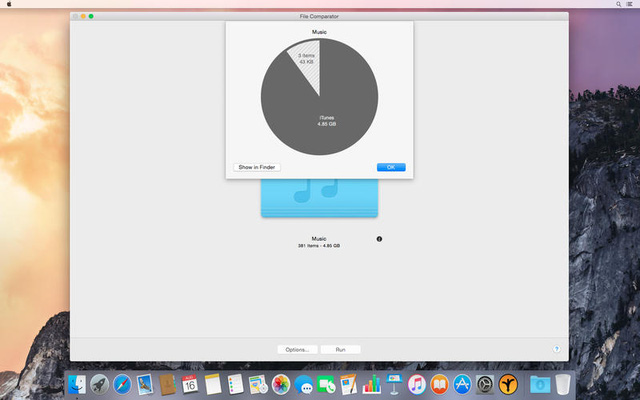 File Comparator
Music
3 items
43 KB
iTunes
4.85 GB
Show in Finder
OK
Music
381 items - 4.85 GB
Options...
Run
?
16